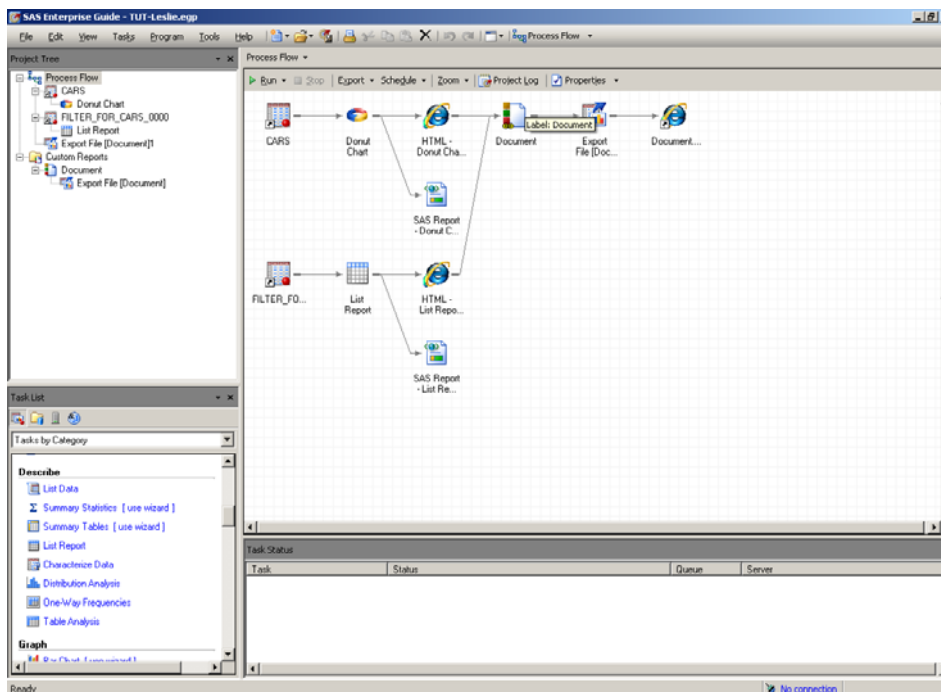 SAS Enterprise Guide - TUT-Leslie.egp
File Edit View Tasks Program Tools Help Process Flow
Project Tree
Process Flow
CARS
Donut Chart
FILTER_FOR_CARS_0000
List Report
Export File [Document]1
Custom Reports
Document
Export File [Document]
Process Flow
Run Stop Export Schedule Zoom Project Log Properties
CARS
Donut
Chart
HTML -
Donut Cha...
Document
Label: Document
Export
File [Doc...
Document....
SAS Report
- Donut C...
FILTER_FO...
List
Report
HTML -
List Repo...
SAS Report
- List Re...
Task List
Tasks by Category
Describe
List Data
Summary Statistics [ use wizard ]
Summary Tables [ use wizard ]
List Report
Characterize Data
Distribution Analysis
One-Way Frequencies
Table Analysis
Graph
Bar Chart [ use wizard ]
Task Status
Task Status Queue Server
Ready
No connection